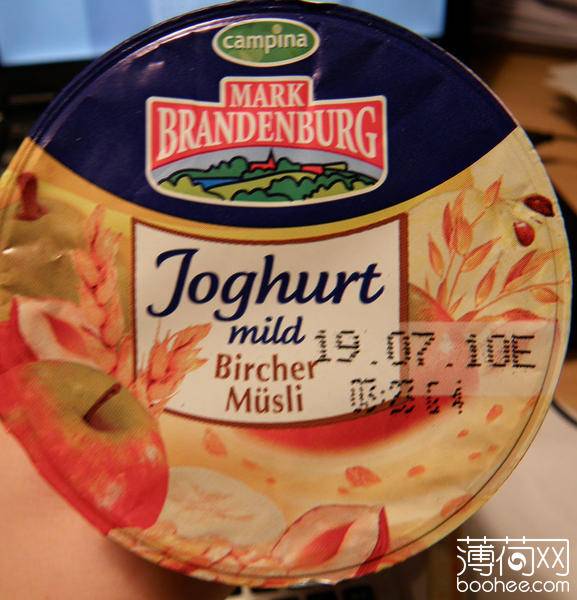 campina
MARK
BRANDENBURG
Joghurt
mild
Bircher
Müsli
19.07.10E
薄荷网
boohee.com